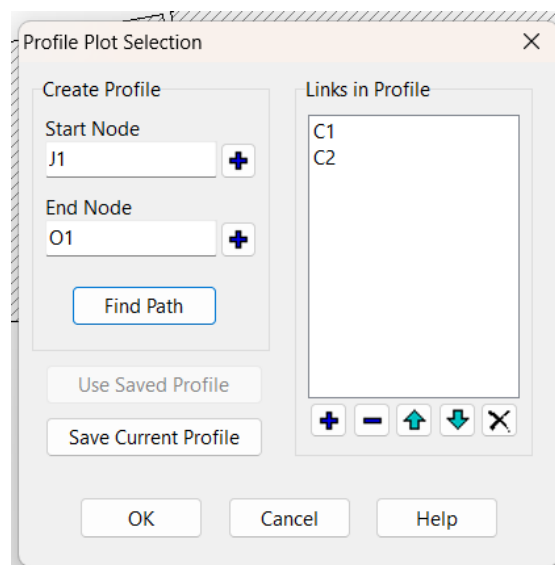 Profile Plot Selection
Create Profile
Start Node
J1
End Node
O1
Find Path
Use Saved Profile
Save Current Profile
Links in Profile
C1
C2
OK
Cancel
Help